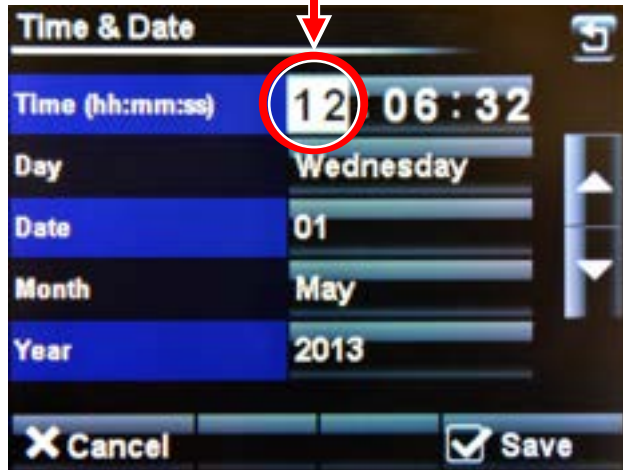 Time & Date
Time (hh:mm:ss) 12:06:32
Day Wednesday
Date 01
Month May
Year 2013
Cancel Save